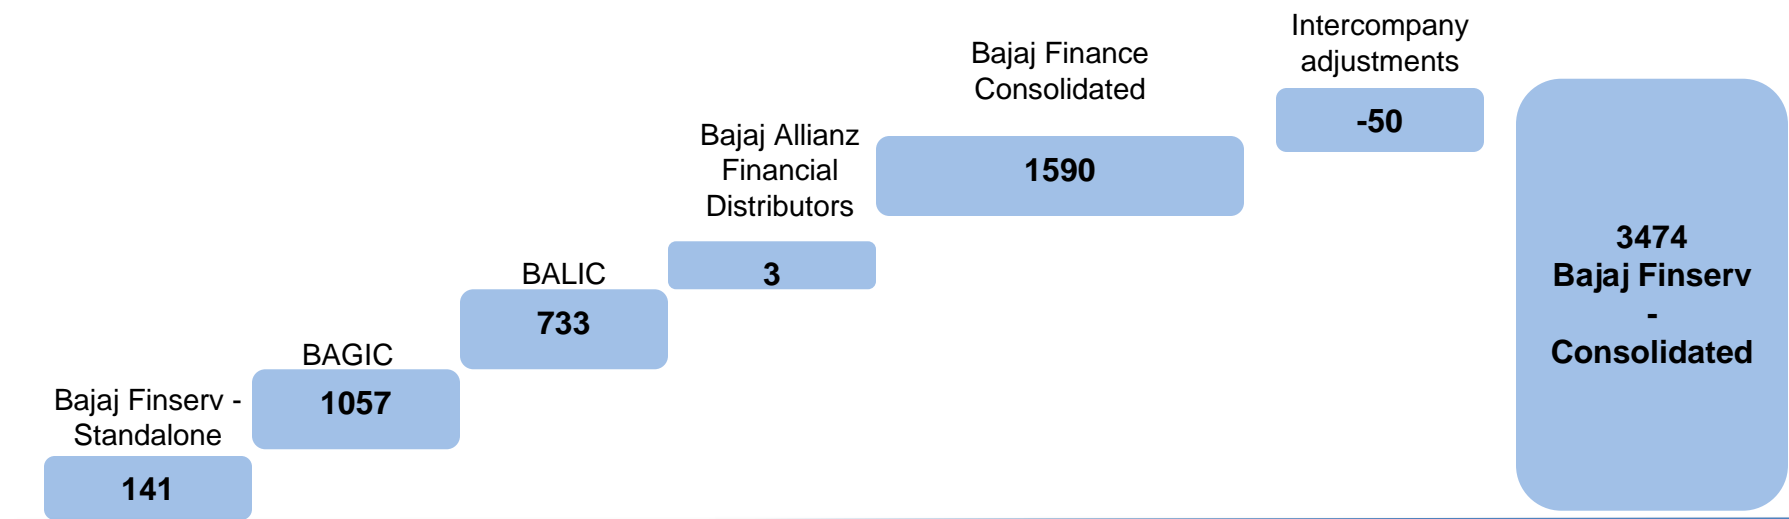 Bajaj Finserv -
Standalone
141
BAGIC
1057
BALIC
733
Bajaj Allianz
Financial
Distributors
3
Bajaj Finance
Consolidated
1590
Intercompany
adjustments
-50
3474
Bajaj Finserv
-
Consolidated